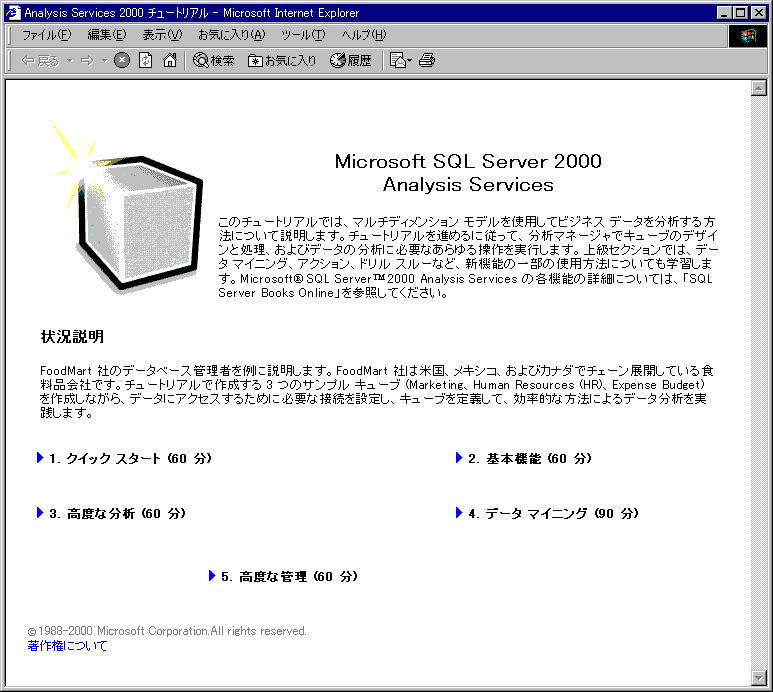 Analysis Services 2000 チュートリアル - Microsoft Internet Explorer
ファイル(F) 編集(E) 表示(V) お気に入り(A) ツール(T) ヘルプ(H)
戻る 検索 お気に入り 履歴
Microsoft SQL Server 2000
Analysis Services
このチュートリアルでは、マルチディメンション モデルを使用してビジネス データを分析する方
法について説明します。チュートリアルを進めるに従って、分析マネージャでキューブのデザイ
ンと処理、およびデータの分析に必要なあらゆる操作を実行します。上級セクションでは、デー
タ マイニング、アクション、ドリル スルーなど、新機能の一部の使用方法についても学習しま
す。Microsoft® SQL Server™ 2000 Analysis Services の各機能の詳細については、「SQL
Server Books Online」を参照してください。
状況説明
FoodMart 社のデータベース管理者を例に説明します。FoodMart 社は米国、メキシコ、およびカナダでチェーン展開している食
料品会社です。チュートリアルで作成する 3 つのサンプル キューブ (Marketing、Human Resources (HR)、Expense Budget)
を作成しながら、データにアクセスするために必要な接続を設定し、キューブを定義して、効率的な方法によるデータ分析を実
践します。
1. クイック スタート (60 分)
2. 基本機能 (60 分)
3. 高度な分析 (60 分)
4. データ マイニング (90 分)
5. 高度な管理 (60 分)
©1988-2000 Microsoft Corporation.All rights reserved.
著作権について